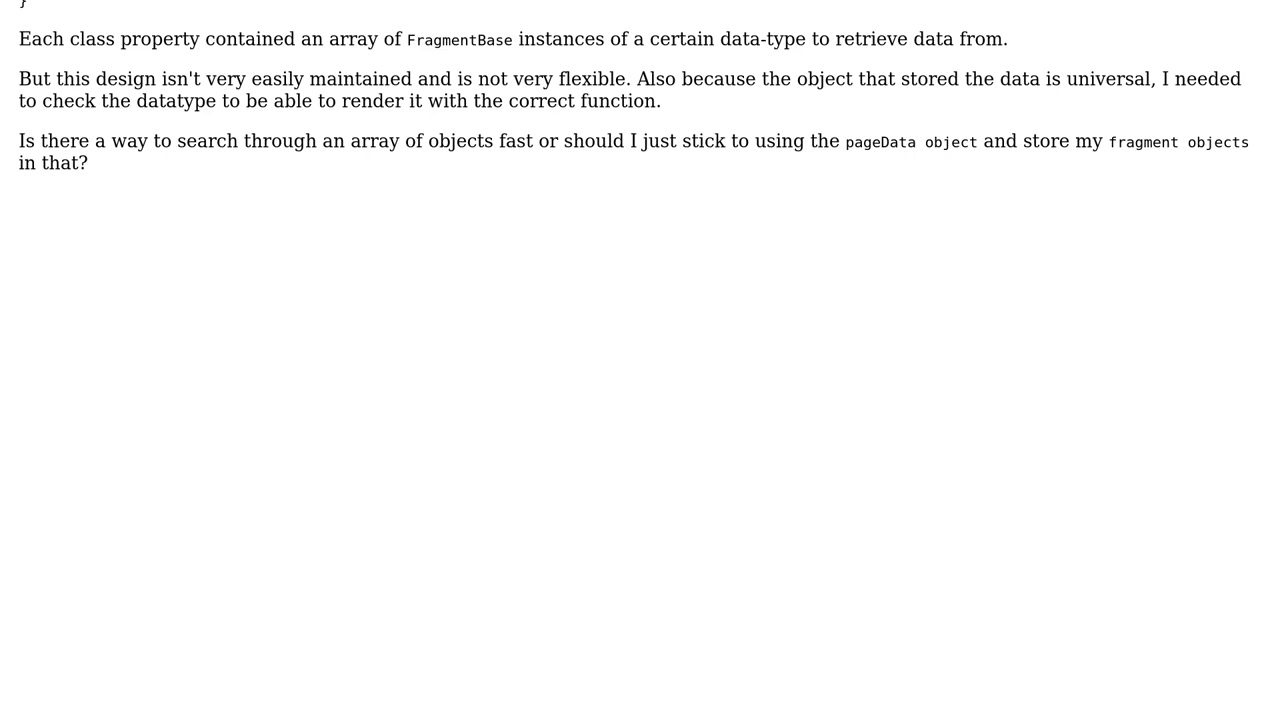 }
Each class property contained an array of FragmentBase instances of a certain data-type to retrieve data from.
But this design isn't very easily maintained and is not very flexible. Also because the object that stored the data is universal, I needed
to check the datatype to be able to render it with the correct function.
Is there a way to search through an array of objects fast or should I just stick to using the pageData object and store my fragment objects
in that?